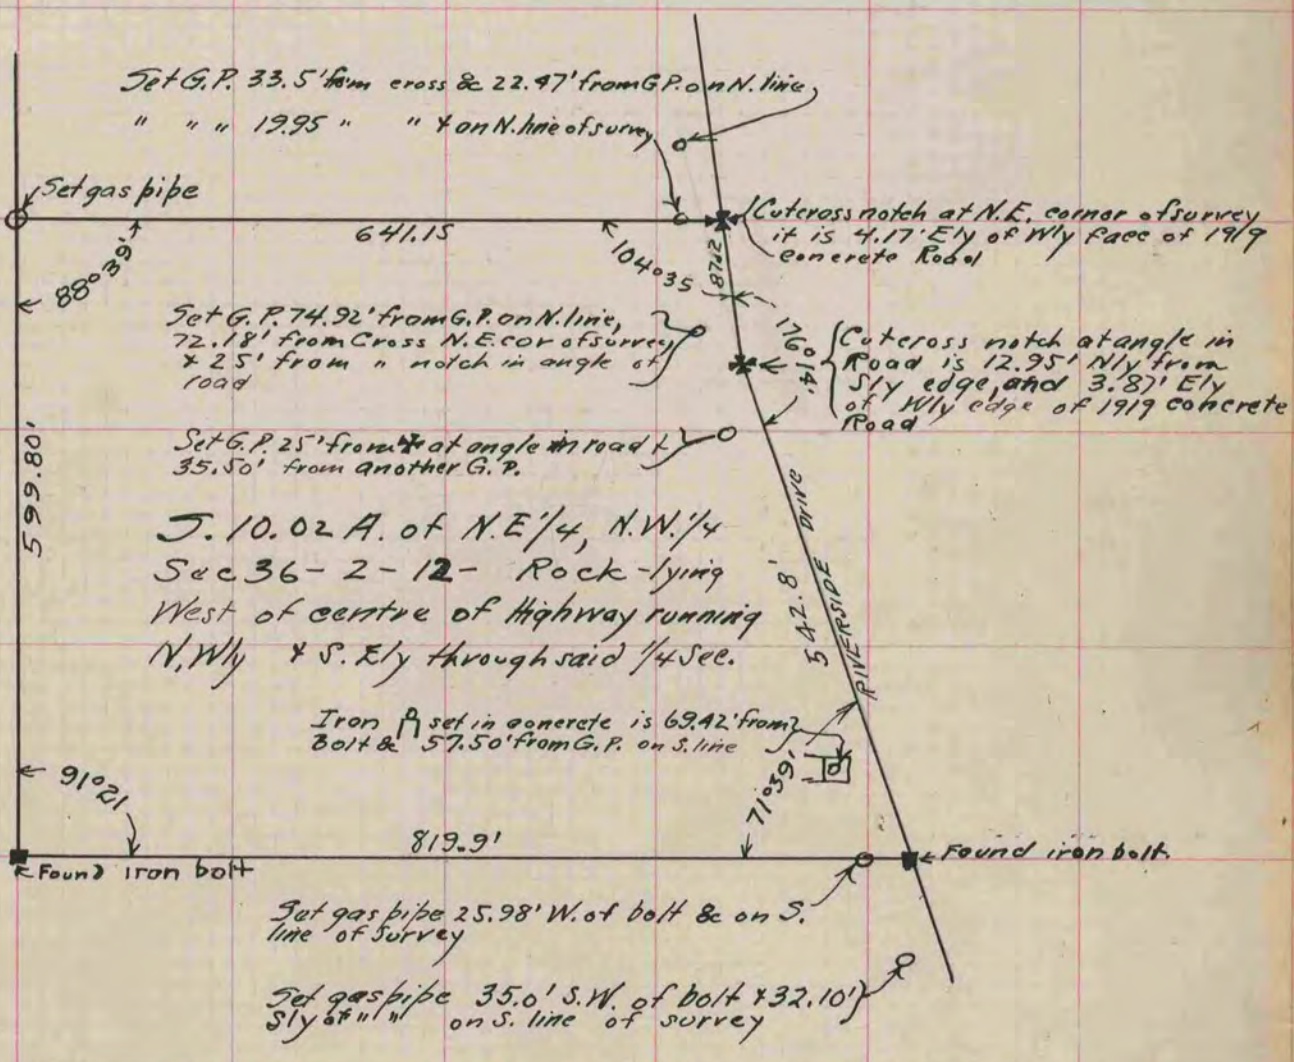 Set G.P. 33.5' from cross & 22.47' from G.P. on N. line
" " " 19.95 " " & on N. line of survey
Set gas pipe
641.15
88°39'
104°35
87.2
176°14'
Cut cross notch at N.E. corner of survey
it is 4.17' Ely of Wly face of 1919
concrete Road
Set G.P. 74.92' from G.P. on N. line,
72.18' from Cross N.E. cor of survey
& 25' from " notch in angle of
road
Cut cross notch at angle in
Road is 12.95' Nly from
Sly edge, and 3.87' Ely
of Wly edge of 1919 concrete
Road
Set G.P. 25' from at angle in road &
35.50' from another G.P.
599.80'
J. 10.02 A. of N.E. 1/4, N.W. 1/4
Sec 36 - 2 - 12 - Rock - lying
West of centre of Highway running
N.Wly & S.Ely through said 1/4 Sec.
542.8'
RIVERSIDE Drive
Iron set in concrete is 69.42' from
Bolt & 57.50' from G.P. on S. line
91°21
71°39'
819.9'
Found iron bolt
Found iron bolt.
Set gas pipe 25.98' W. of bolt & on S.
line of survey
Set gas pipe 35.0' S.W. of bolt & 32.10'
Sly of " " on S. line of survey